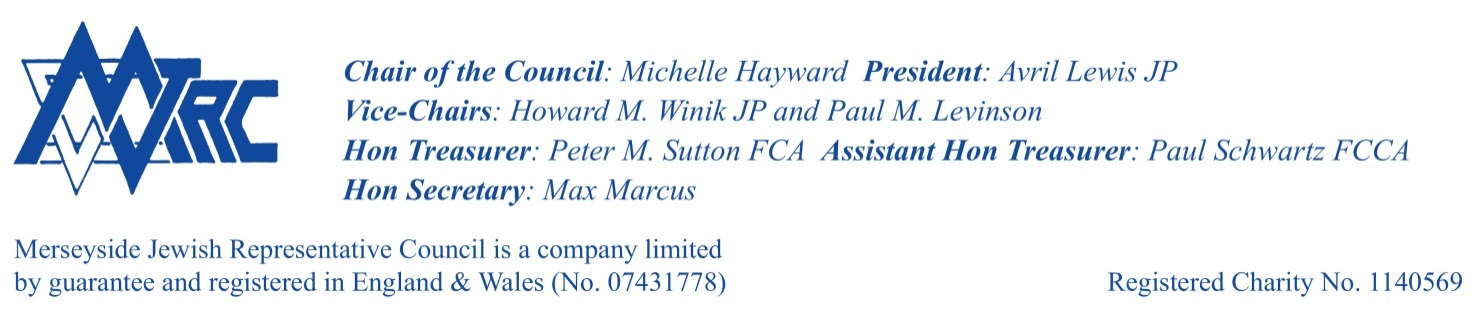 MJRC
Chair of the Council: Michelle Hayward President: Avril Lewis JP
Vice-Chairs: Howard M. Winik JP and Paul M. Levinson
Hon Treasurer: Peter M. Sutton FCA Assistant Hon Treasurer: Paul Schwartz FCCA
Hon Secretary: Max Marcus
Merseyside Jewish Representative Council is a company limited
by guarantee and registered in England & Wales (No. 07431778)
Registered Charity No. 1140569